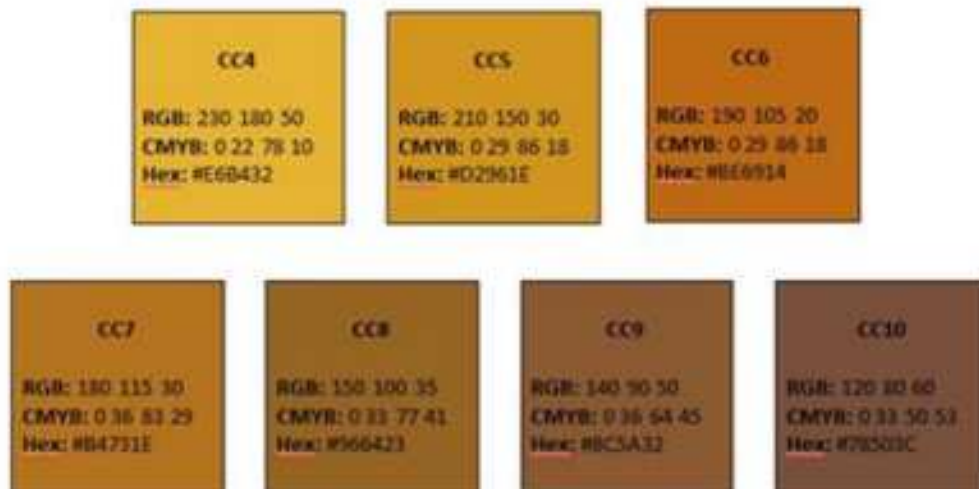 CC4
RGB: 230 180 50
CMYB: 0 22 78 10
Hex: #E6B432
CC5
RGB: 210 150 30
CMYB: 0 29 86 18
Hex: #D2961E
CC6
RGB: 190 105 20
CMYB: 0 29 86 18
Hex: #BE6914
CC7
RGB: 180 115 30
CMYB: 0 36 83 29
Hex: #B4731E
CC8
RGB: 150 100 35
CMYB: 0 33 77 41
Hex: #966423
CC9
RGB: 140 90 50
CMYB: 0 36 64 45
Hex: #8C5A32
CC10
RGB: 120 80 60
CMYB: 0 33 50 53
Hex: #78503C